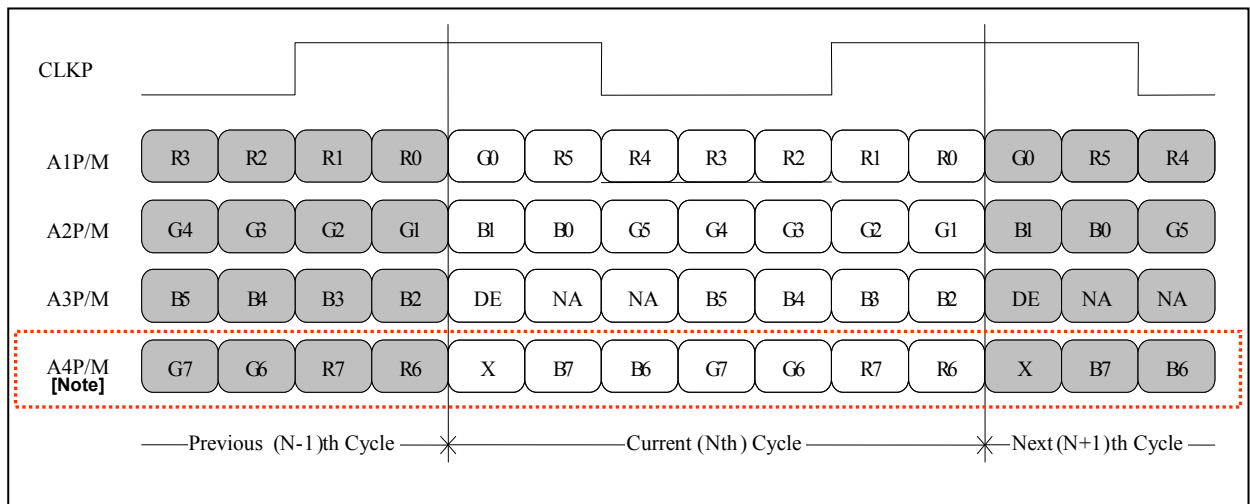 CLKP
A1P/M R3 R2 R1 R0 G0 R5 R4 R3 R2 R1 R0 G0 R5 R4
A2P/M G4 G3 G2 G1 B1 B0 G5 G4 G3 G2 G1 B1 B0 G5
A3P/M B5 B4 B3 B2 DE NA NA B5 B4 B3 B2 DE NA NA
A4P/M G7 G6 R7 R6 X B7 B6 G7 G6 R7 R6 X B7 B6
[Note]
Previous (N-1)th Cycle Current (Nth) Cycle Next (N+1)th Cycle